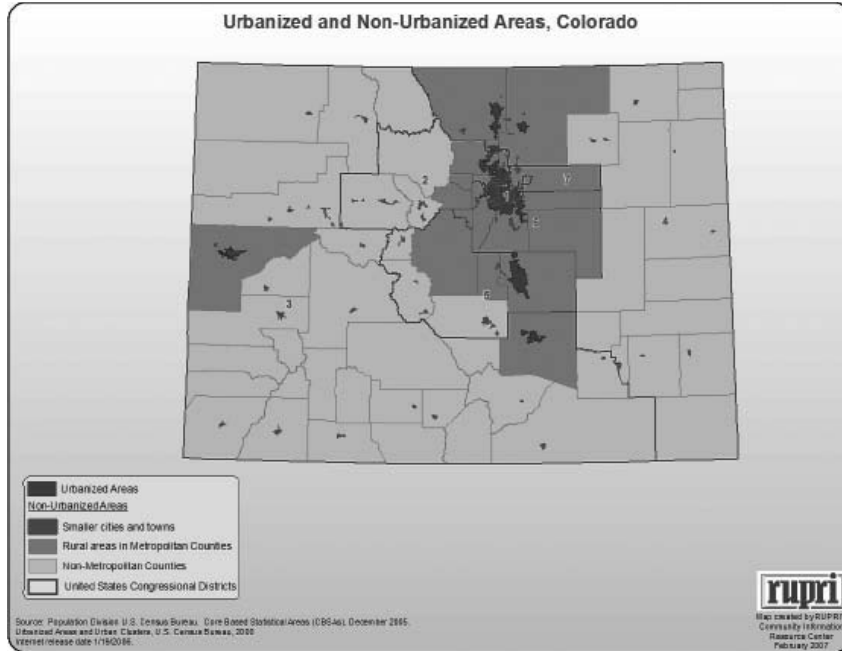 Urbanized and Non-Urbanized Areas, Colorado
2
1
7
6
4
3
5
Urbanized Areas
Non-Urbanized Areas
Smaller cities and towns
Rural areas in Metropolitan Counties
Non-Metropolitan Counties
United States Congressional Districts
Source: Population Division U.S. Census Bureau, Core Based Statistical Areas (CBSAs), December 2005.
Urbanized Areas and Urban Clusters, U.S. Census Bureau, 2000
Internet release date 1/18/2006.
rupri
Map created by RUPRI
Community Information
Resource Center
February 2007